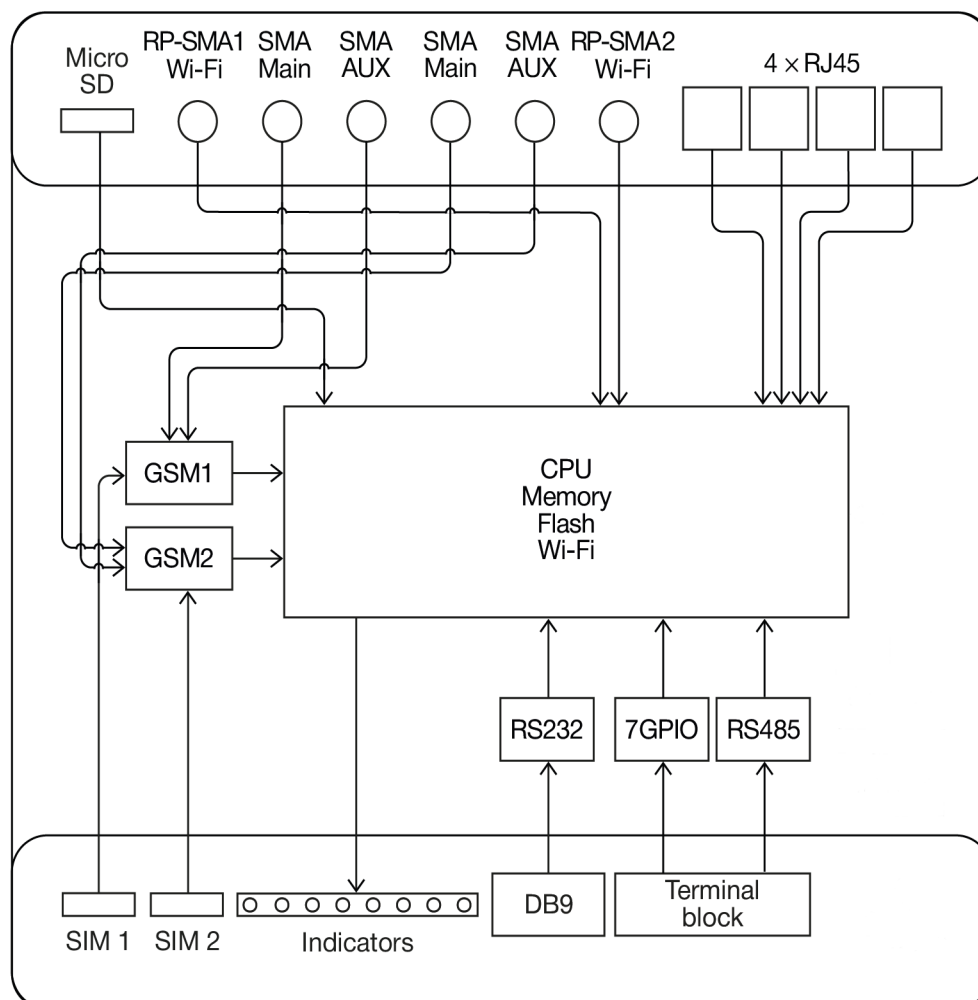 Micro
SD
RP-SMA1
Wi-Fi
SMA
Main
SMA
AUX
SMA
Main
SMA
AUX
RP-SMA2
Wi-Fi
4 × RJ45
GSM1
GSM2
CPU
Memory
Flash
Wi-Fi
RS232
7GPIO
RS485
SIM 1
SIM 2
Indicators
DB9
Terminal
block